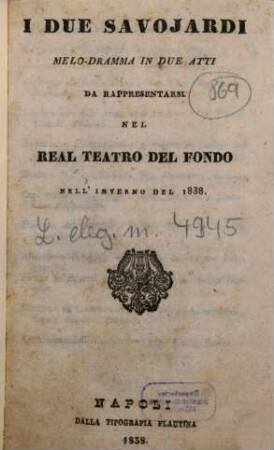 I DUE SAVOJARDI
MELO-DRAMMA IN DUE ATTI
DA RAPPRESENTARSI
869
NEL
REAL TEATRO DEL FONDO
NELL' INVERNO DEL 1838.
L. eleg. m. 4945
NAPOLI
DALLA TIPOGRAFIA FLAUTINA
1838.